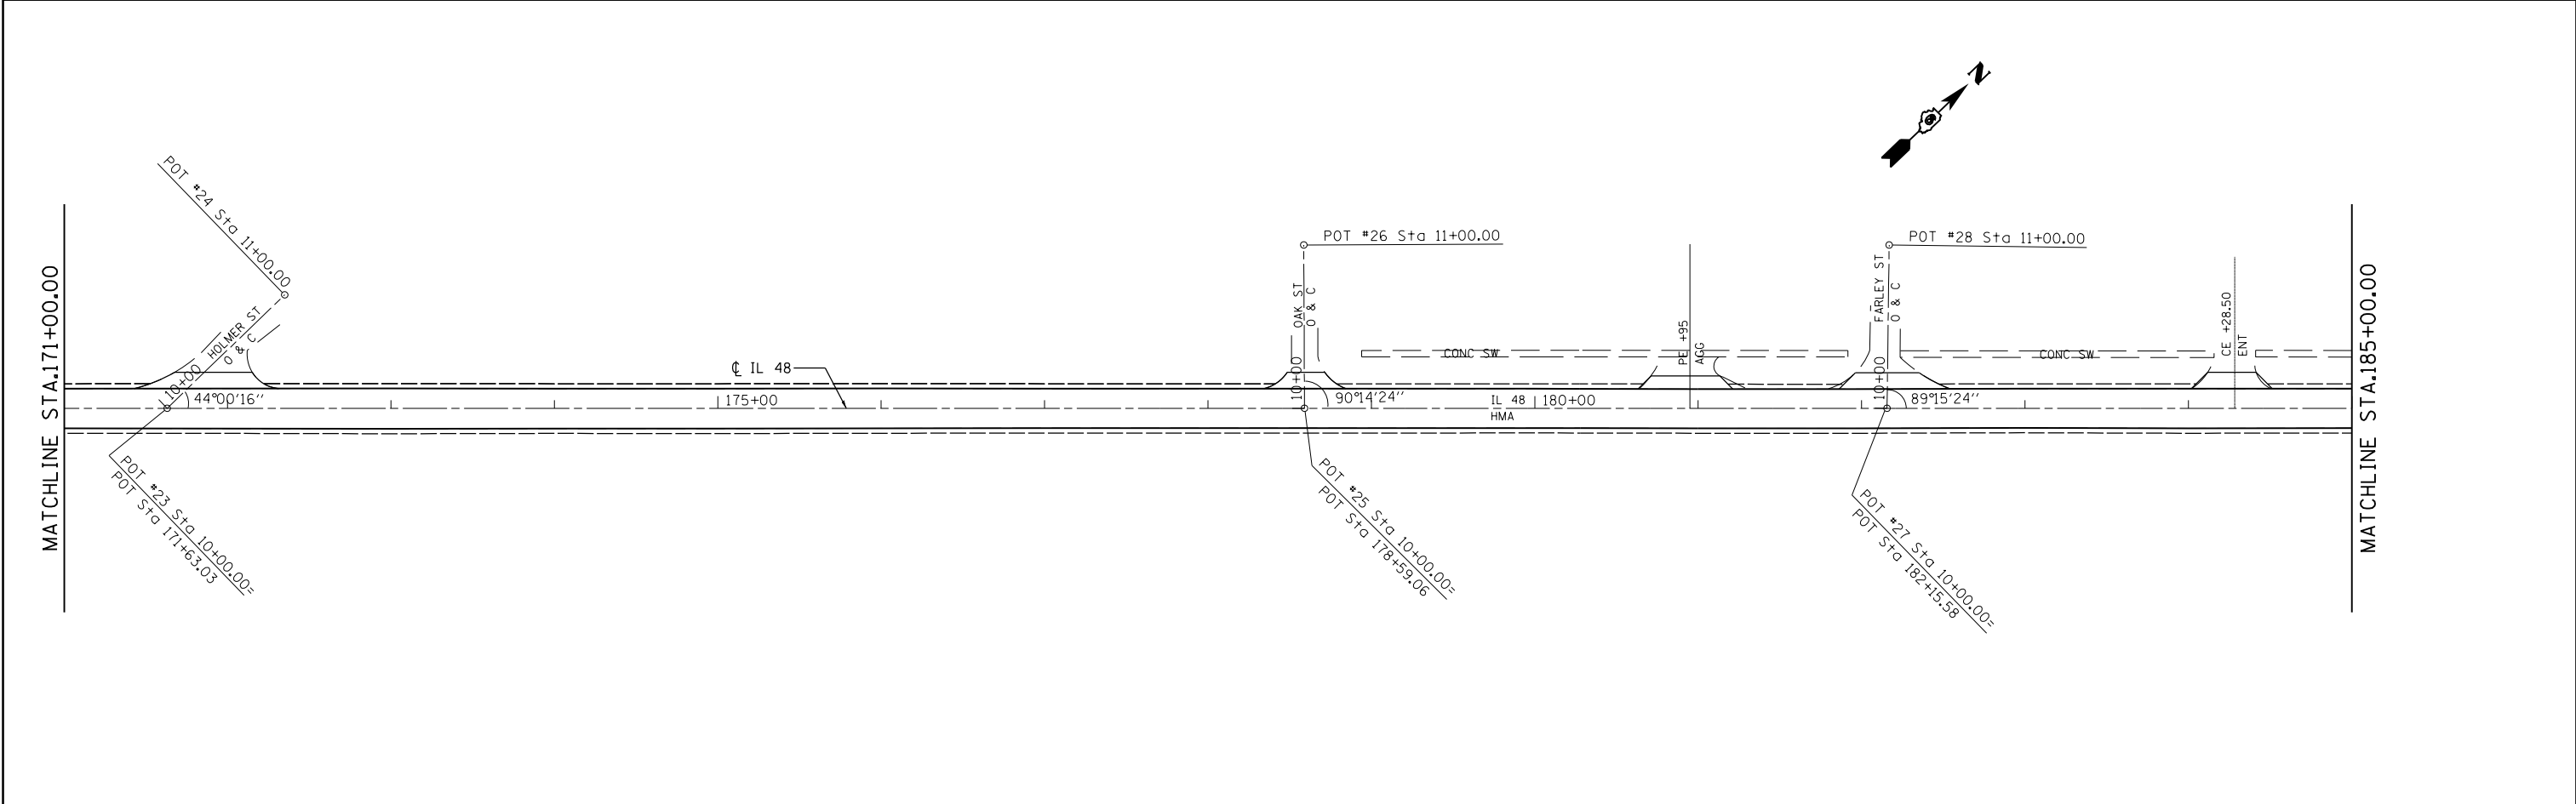 N
POT #24 Sta 11+00.00
POT #26 Sta 11+00.00
POT #28 Sta 11+00.00
MATCHLINE STA.171+00.00
HOLMER ST
O & C
10+00
44°00'16''
175+00
℄ IL 48
OAK ST
O & C
10+00
90°14'24''
CONC SW
IL 48
HMA
180+00
PE +95
AGG
FARLEY ST
O & C
10+00
89°15'24''
CONC SW
CE +28.50
ENT
MATCHLINE STA.185+00.00
POT #23 Sta 10+00.00=
POT Sta 171+63.03
POT #25 Sta 10+00.00=
POT Sta 178+59.06
POT #27 Sta 10+00.00=
POT Sta 182+15.58